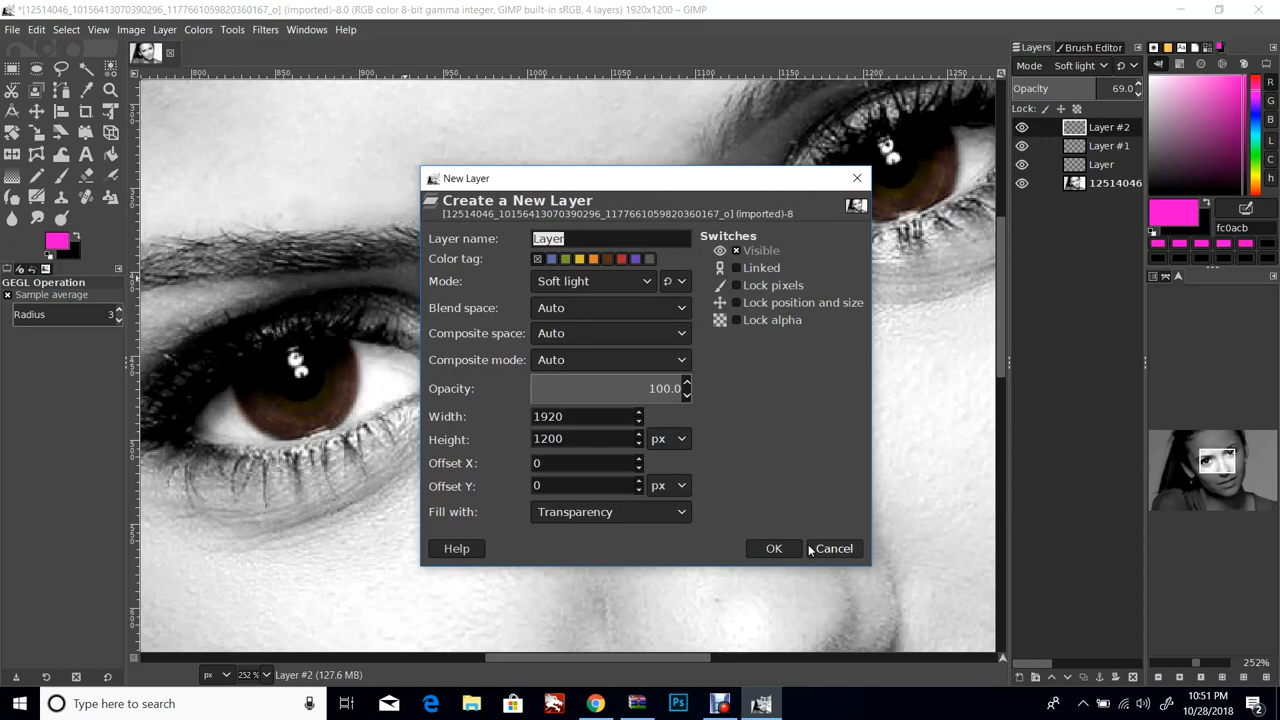 *[12514046_10156413070390296_1177661059820360167_o] (imported)-8.0 (RGB color 8-bit gamma integer, GIMP built-in sRGB, 4 layers) 1920x1200 – GIMP
File Edit Select View Image Layer Colors Tools Filters Windows Help
800 850 900 950 1000 1050 1100 1150 1200 1250
GEGL Operation
Sample average
Radius 3
New Layer
Create a New Layer
[12514046_10156413070390296_1177661059820360167_o] (imported)-8
Layer name: Layer
Color tag:
Mode: Soft light
Blend space: Auto
Composite space: Auto
Composite mode: Auto
Opacity: 100.0
Width: 1920
Height: 1200 px
Offset X: 0
Offset Y: 0 px
Fill with: Transparency
Switches
Visible
Linked
Lock pixels
Lock position and size
Lock alpha
Help OK Cancel
Layers Brush Editor
Mode Soft light
Opacity 69.0
Lock:
Layer #2
Layer #1
Layer
12514046
R
G
B
L
C
h
fc0acb
252%
px 252 % Layer #2 (127.6 MB)
Type here to search
Ps
10:51 PM
10/28/2018
2